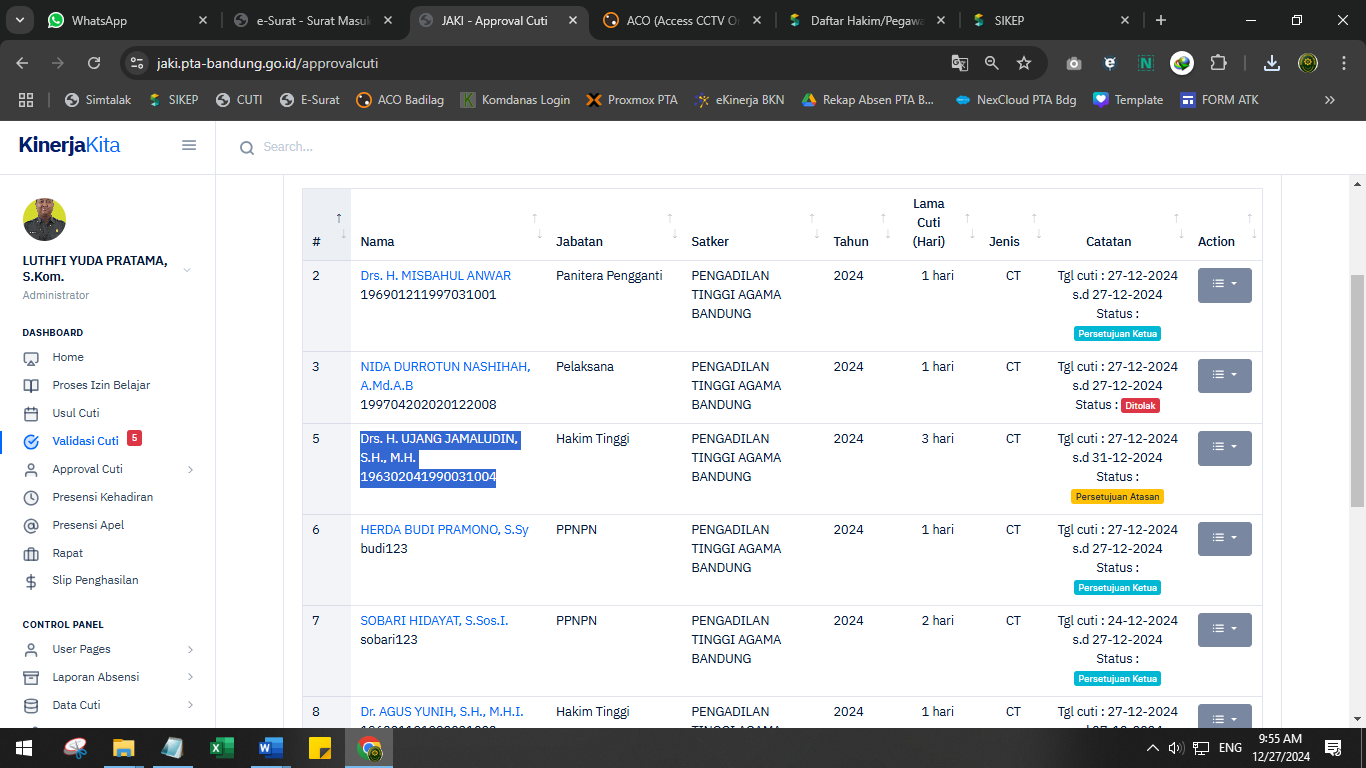 WhatsApp
e-Surat - Surat Masuk
JAKI - Approval Cuti
ACO (Access CCTV On
Daftar Hakim/Pegawa
SIKEP
jaki.pta-bandung.go.id/approvalcuti
Simtalak
SIKEP
CUTI
E-Surat
ACO Badilag
Komdanas Login
Proxmox PTA
eKinerja BKN
Rekap Absen PTA B...
NexCloud PTA Bdg
Template
FORM ATK
KinerjaKita
Search...
LUTHFI YUDA PRATAMA,
S.Kom.
Administrator
DASHBOARD
Home
Proses Izin Belajar
Usul Cuti
Validasi Cuti 5
Approval Cuti
Presensi Kehadiran
Presensi Apel
Rapat
Slip Penghasilan
CONTROL PANEL
User Pages
Laporan Absensi
Data Cuti
# Nama Jabatan Satker Tahun Lama Cuti (Hari) Jenis Catatan Action
2 Drs. H. MISBAHUL ANWAR Panitera Pengganti PENGADILAN 2024 1 hari CT Tgl cuti : 27-12-2024
196901211997031001 TINGGI AGAMA s.d 27-12-2024
BANDUNG Status :
Persetujuan Ketua
3 NIDA DURROTUN NASHIHAH, Pelaksana PENGADILAN 2024 1 hari CT Tgl cuti : 27-12-2024
A.Md.A.B TINGGI AGAMA s.d 27-12-2024
199704202020122008 BANDUNG Status : Ditolak
5 Drs. H. UJANG JAMALUDIN, Hakim Tinggi PENGADILAN 2024 3 hari CT Tgl cuti : 27-12-2024
S.H., M.H. TINGGI AGAMA s.d 31-12-2024
196302041990031004 BANDUNG Status :
Persetujuan Atasan
6 HERDA BUDI PRAMONO, S.Sy PPNPN PENGADILAN 2024 1 hari CT Tgl cuti : 27-12-2024
budi123 TINGGI AGAMA s.d 27-12-2024
BANDUNG Status :
Persetujuan Ketua
7 SOBARI HIDAYAT, S.Sos.I. PPNPN PENGADILAN 2024 2 hari CT Tgl cuti : 24-12-2024
sobari123 TINGGI AGAMA s.d 27-12-2024
BANDUNG Status :
Persetujuan Ketua
8 Dr. AGUS YUNIH, S.H., M.H.I. Hakim Tinggi PENGADILAN 2024 1 hari CT Tgl cuti : 27-12-2024
ENG
9:55 AM
12/27/2024